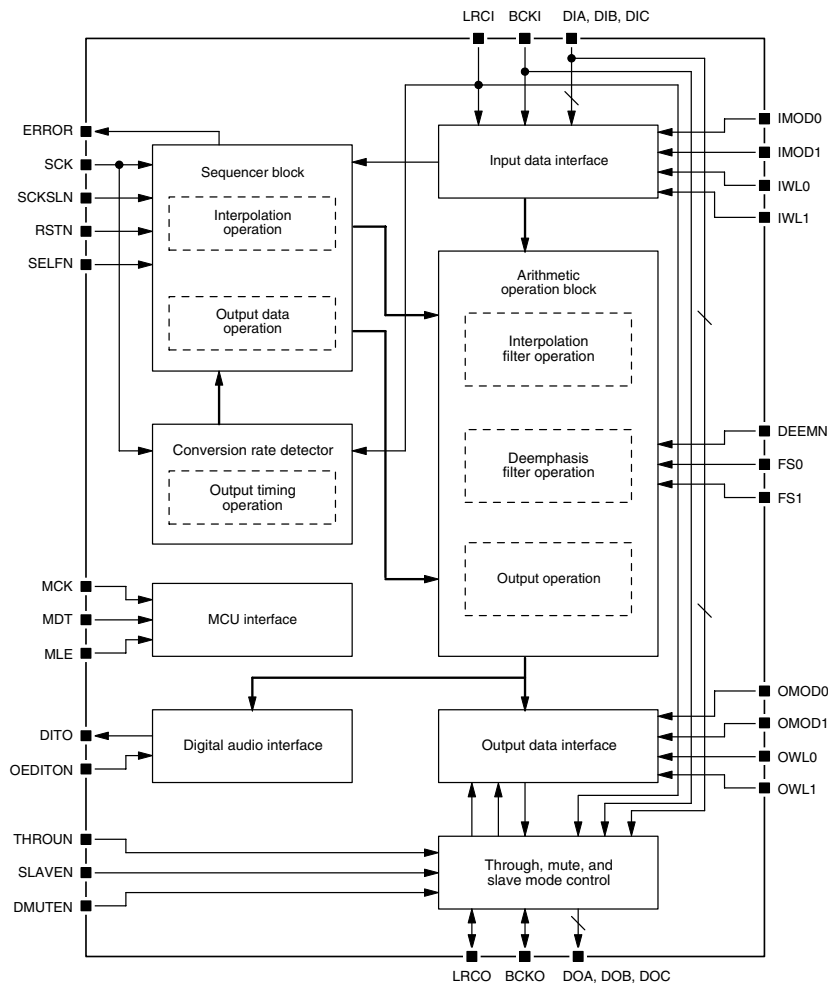 LRCI
BCKI
DIA, DIB, DIC
ERROR
SCK
SCKSLN
RSTN
SELFN
Sequencer block
Interpolation
operation
Output data
operation
Input data interface
IMOD0
IMOD1
IWL0
IWL1
Arithmetic
operation block
Interpolation
filter operation
Deemphasis
filter operation
Output operation
DEEMN
FS0
FS1
Conversion rate detector
Output timing
operation
MCK
MDT
MLE
MCU interface
DITO
OEDITON
Digital audio interface
Output data interface
OMOD0
OMOD1
OWL0
OWL1
THROUN
SLAVEN
DMUTEN
Through, mute, and
slave mode control
LRCO
BCKO
DOA, DOB, DOC